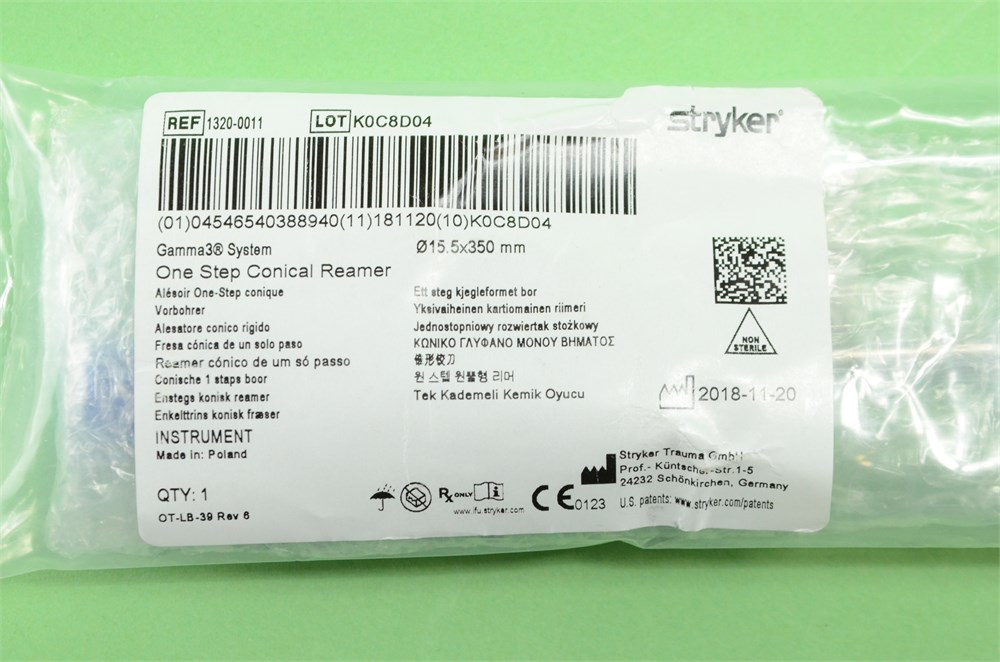 REF 1320-0011 LOT K0C8D04
stryker®
(01)04546540388940(11)181120(10)K0C8D04
Gamma3® System Ø15.5x350 mm
One Step Conical Reamer
Alésoir One-Step conique
Vorbohrer
Alesatore conico rigido
Fresa cónica de un solo paso
Reamer cónico de um só passo
Conische 1 staps boor
Enstegs konisk reamer
Enkelttrins konisk fræser
Ett steg kjegleformet bor
Yksivaiheinen kartiomainen riimeri
Jednostopniowy rozwiertak stożkowy
ΚΩΝΙΚΟ ΓΛΥΦΑΝΟ ΜΟΝΟΥ ΒΗΜΑΤΟΣ
锥形铰刀
원 스텝 원뿔형 리머
Tek Kademeli Kemik Oyucu
NON
STERILE
2018-11-20
INSTRUMENT
Made in: Poland
QTY: 1
OT-LB-39 Rev 6
Rx ONLY
www.ifu.stryker.com
CE 0123
Stryker Trauma GmbH
Prof.- Küntscher-Str.1-5
24232 Schönkirchen, Germany
U.S. patents: www.stryker.com/patents